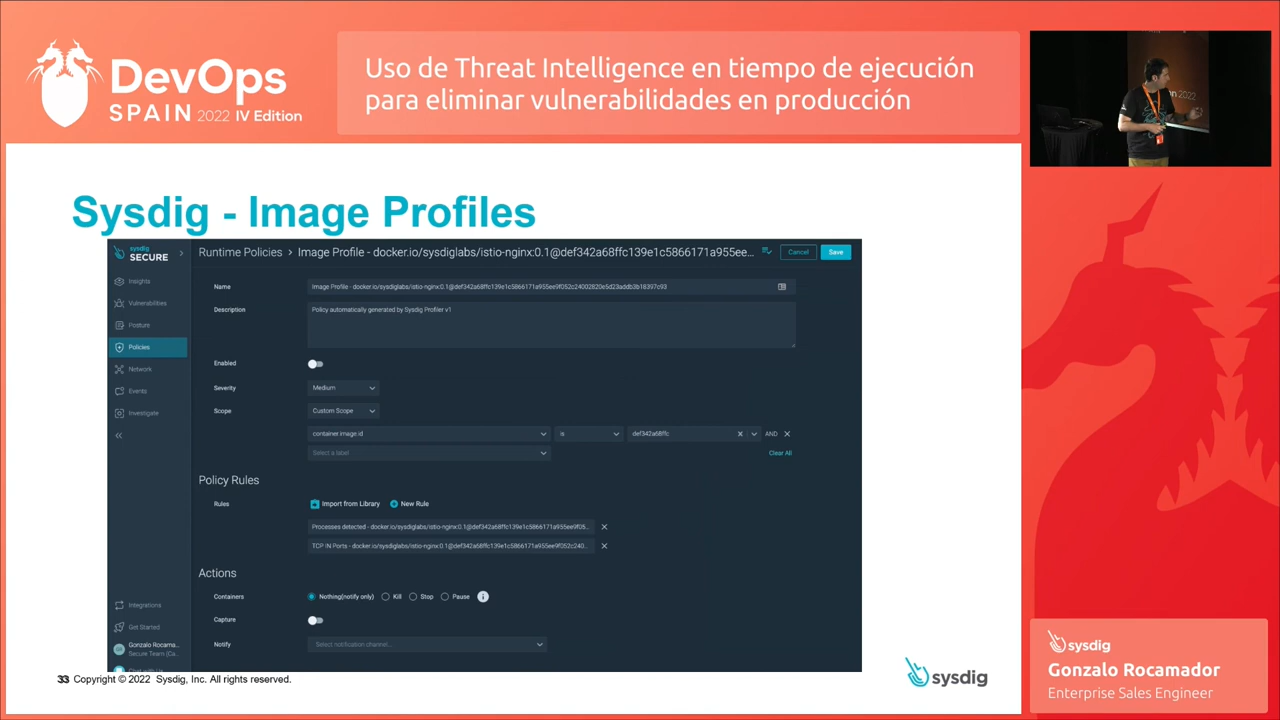 DevOps
SPAIN 2022 IV Edition
Uso de Threat Intelligence en tiempo de ejecución
para eliminar vulnerabilidades en producción
Sysdig - Image Profiles
sysdig
SECURE
Runtime Policies > Image Profile - docker.io/sysdiglabs/istio-nginx:0.1@def342a68ffc139e1c5866171a955ee...
Cancel
Save
Insights
Vulnerabilities
Posture
Policies
Network
Events
Investigate
Name
Image Profile - docker.io/sysdiglabs/istio-nginx:0.1@def342a68ffc139e1c5866171a955ee9f052c24002820e5d23addb3b18397c93
Description
Policy automatically generated by Sysdig Profiler v1
Enabled
Severity
Medium
Scope
Custom Scope
container.image.id
is
def342a68ffc
AND
Select a label
Clear All
Policy Rules
Rules
Import from Library
New Rule
Processes detected - docker.io/sysdiglabs/istio-nginx:0.1@def342a68ffc139e1c5866171a955ee9f05...
TCP IN Ports - docker.io/sysdiglabs/istio-nginx:0.1@def342a68ffc139e1c5866171a955ee9f052c240...
Actions
Containers
Nothing(notify only)
Kill
Stop
Pause
Capture
Notify
Select notification channel...
Integrations
Get Started
Gonzalo Rocama...
Secure Team (Ca...
Chat with Us
33 Copyright © 2022 Sysdig, Inc. All rights reserved.
sysdig
2022
sysdig
Gonzalo Rocamador
Enterprise Sales Engineer